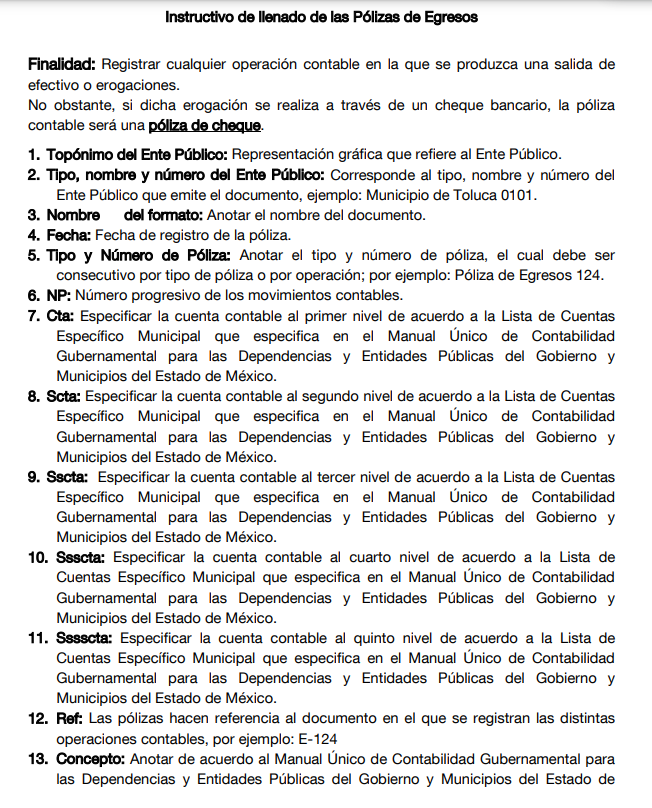 Instructivo de llenado de las Pólizas de Egresos
Finalidad: Registrar cualquier operación contable en la que se produzca una salida de
efectivo o erogaciones.
No obstante, si dicha erogación se realiza a través de un cheque bancario, la póliza
contable será una póliza de cheque.
1. Topónimo del Ente Público: Representación gráfica que refiere al Ente Público.
2. Tipo, nombre y número del Ente Público: Corresponde al tipo, nombre y número del
Ente Público que emite el documento, ejemplo: Municipio de Toluca 0101.
3. Nombre del formato: Anotar el nombre del documento.
4. Fecha: Fecha de registro de la póliza.
5. Tipo y Número de Póliza: Anotar el tipo y número de póliza, el cual debe ser
consecutivo por tipo de póliza o por operación; por ejemplo: Póliza de Egresos 124.
6. NP: Número progresivo de los movimientos contables.
7. Cta: Especificar la cuenta contable al primer nivel de acuerdo a la Lista de Cuentas
Específico Municipal que especifica en el Manual Único de Contabilidad
Gubernamental para las Dependencias y Entidades Públicas del Gobierno y
Municipios del Estado de México.
8. Scta: Especificar la cuenta contable al segundo nivel de acuerdo a la Lista de Cuentas
Específico Municipal que especifica en el Manual Único de Contabilidad
Gubernamental para las Dependencias y Entidades Públicas del Gobierno y
Municipios del Estado de México.
9. Sscta: Especificar la cuenta contable al tercer nivel de acuerdo a la Lista de Cuentas
Específico Municipal que especifica en el Manual Único de Contabilidad
Gubernamental para las Dependencias y Entidades Públicas del Gobierno y
Municipios del Estado de México.
10. Ssscta: Especificar la cuenta contable al cuarto nivel de acuerdo a la Lista de
Cuentas Específico Municipal que especifica en el Manual Único de Contabilidad
Gubernamental para las Dependencias y Entidades Públicas del Gobierno y
Municipios del Estado de México.
11. Sssscta: Especificar la cuenta contable al quinto nivel de acuerdo a la Lista de
Cuentas Específico Municipal que especifica en el Manual Único de Contabilidad
Gubernamental para las Dependencias y Entidades Públicas del Gobierno y
Municipios del Estado de México.
12. Ref: Las pólizas hacen referencia al documento en el que se registran las distintas
operaciones contables, por ejemplo: E-124
13. Concepto: Anotar de acuerdo al Manual Único de Contabilidad Gubernamental para
las Dependencias y Entidades Públicas del Gobierno y Municipios del Estado de